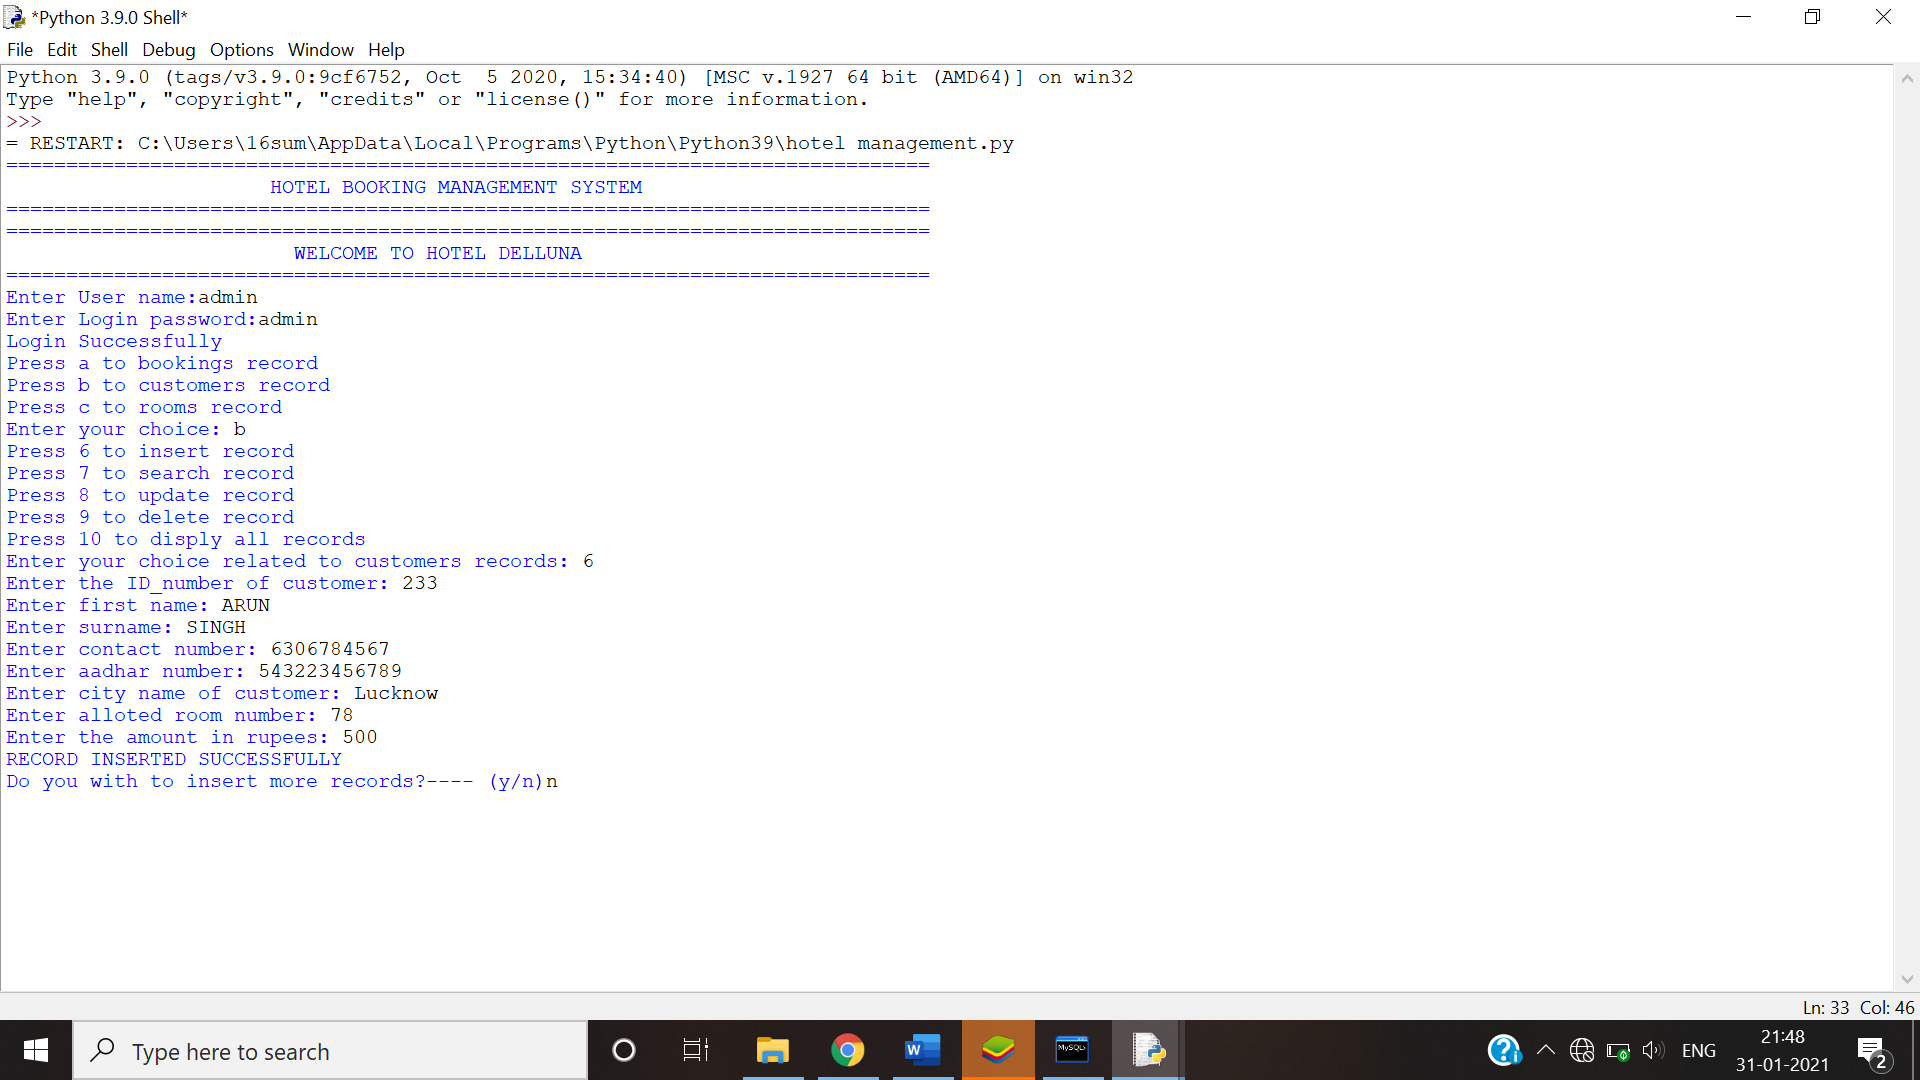 *Python 3.9.0 Shell*
File Edit Shell Debug Options Window Help
Python 3.9.0 (tags/v3.9.0:9cf6752, Oct  5 2020, 15:34:40) [MSC v.1927 64 bit (AMD64)] on win32
Type "help", "copyright", "credits" or "license()" for more information.
>>>
= RESTART: C:\Users\16sum\AppData\Local\Programs\Python\Python39\hotel management.py
=============================================================================
HOTEL BOOKING MANAGEMENT SYSTEM
=============================================================================
=============================================================================
WELCOME TO HOTEL DELLUNA
=============================================================================
Enter User name:admin
Enter Login password:admin
Login Successfully
Press a to bookings record
Press b to customers record
Press c to rooms record
Enter your choice: b
Press 6 to insert record
Press 7 to search record
Press 8 to update record
Press 9 to delete record
Press 10 to disply all records
Enter your choice related to customers records: 6
Enter the ID_number of customer: 233
Enter first name: ARUN
Enter surname: SINGH
Enter contact number: 6306784567
Enter aadhar number: 543223456789
Enter city name of customer: Lucknow
Enter alloted room number: 78
Enter the amount in rupees: 500
RECORD INSERTED SUCCESSFULLY
Do you with to insert more records?---- (y/n)n
Ln: 33 Col: 46
Type here to search
W
MySQL
ENG
21:48
31-01-2021
2